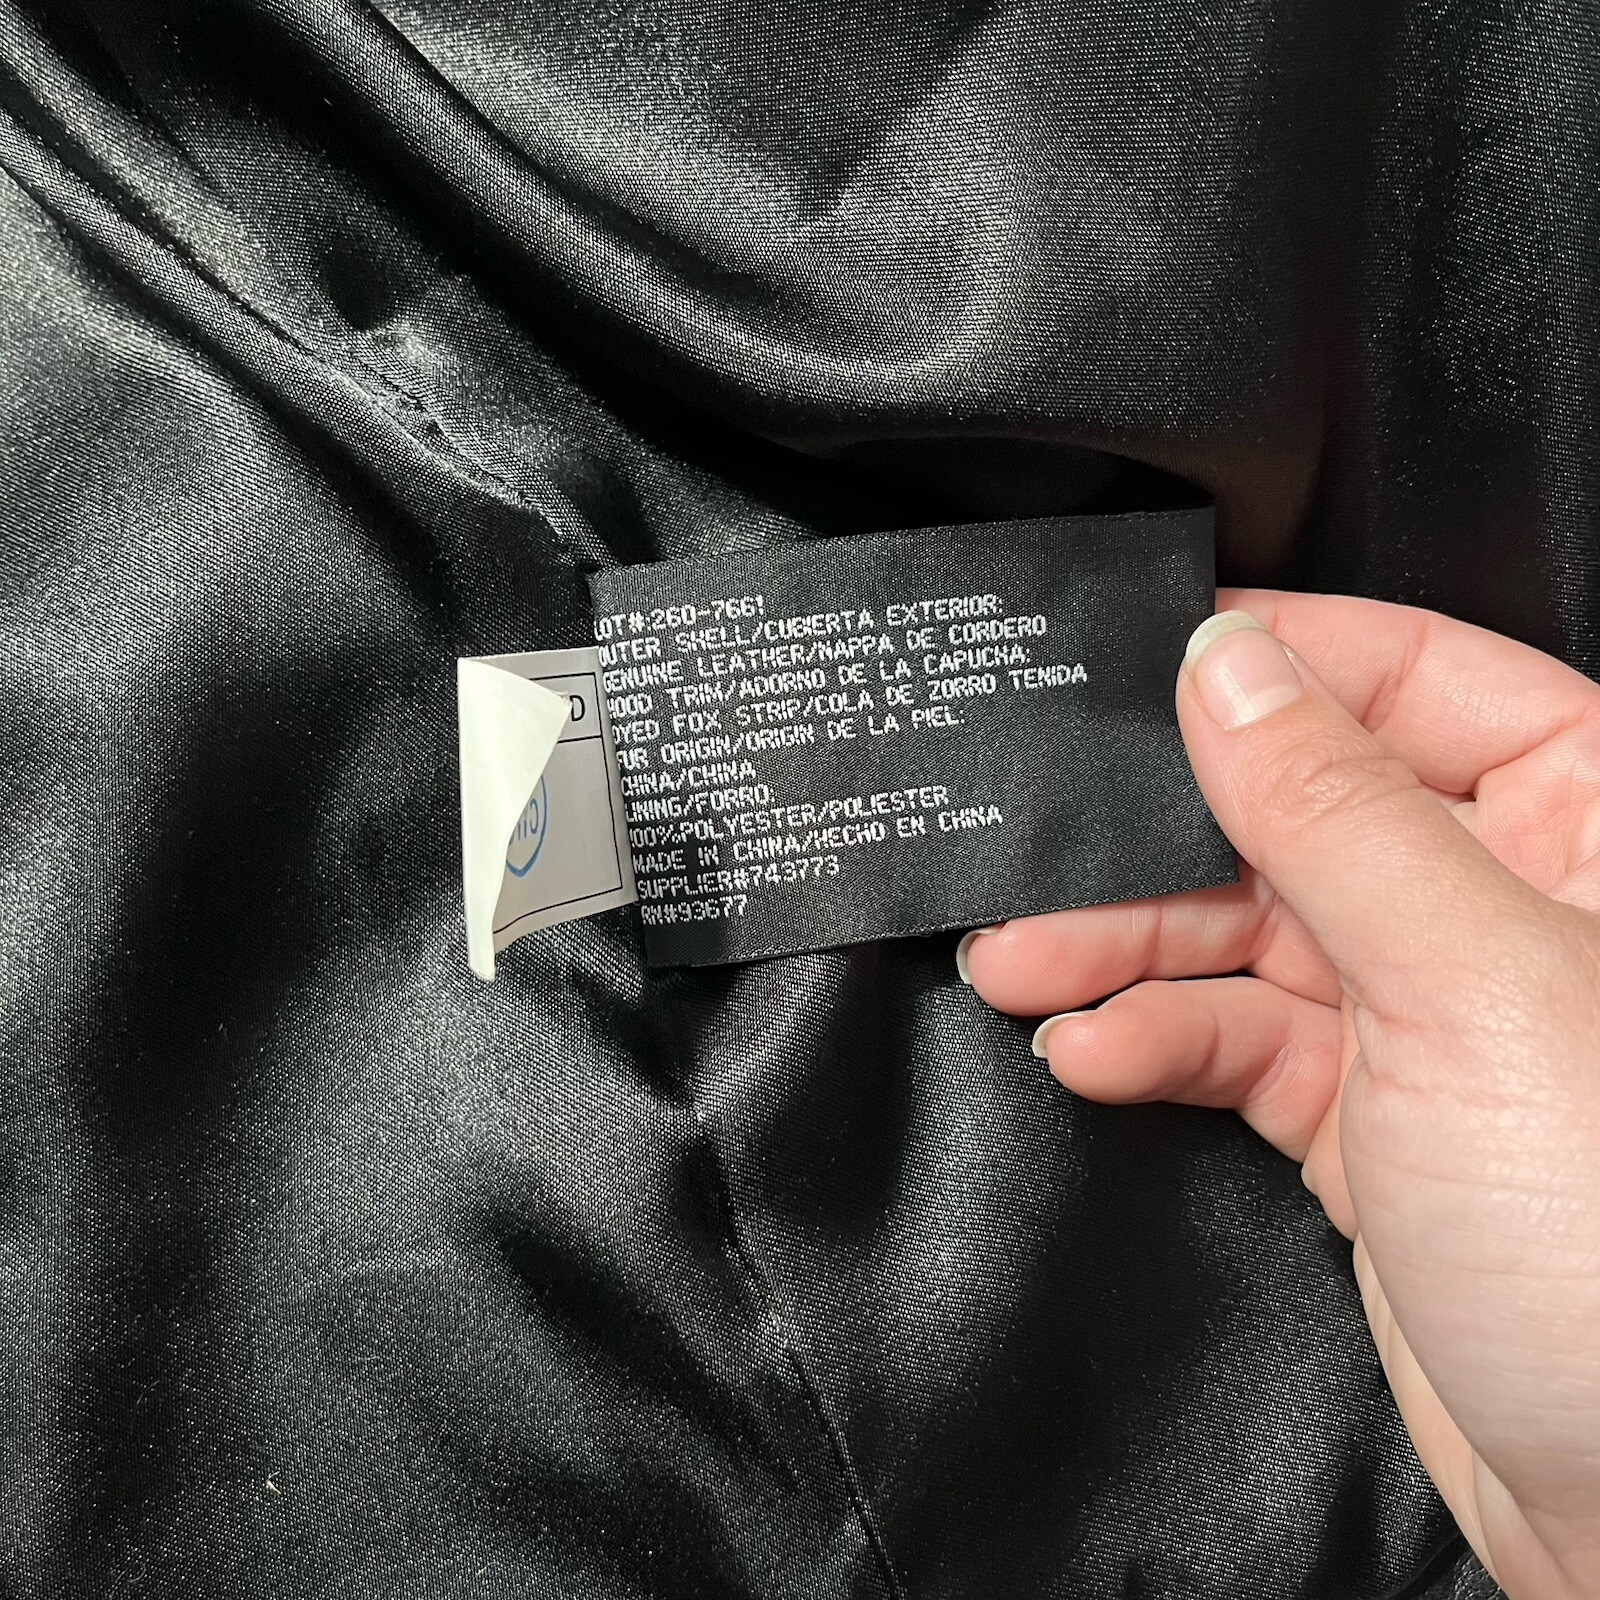 LOT#:260-7661
OUTER SHELL/CUBIERTA EXTERIOR:
GENUINE LEATHER/NAPPA DE CORDERO
HOOD TRIM/ADORNO DE LA CAPUCHA:
DYED FOX STRIP/COLA DE ZORRO TENIDA
FUR ORIGIN/ORIGIN DE LA PIEL:
CHINA/CHINA
LINING/FORRO:
100%POLYESTER/POLIESTER
MADE IN CHINA/HECHO EN CHINA
SUPPLIER#743773
RN#93677
D